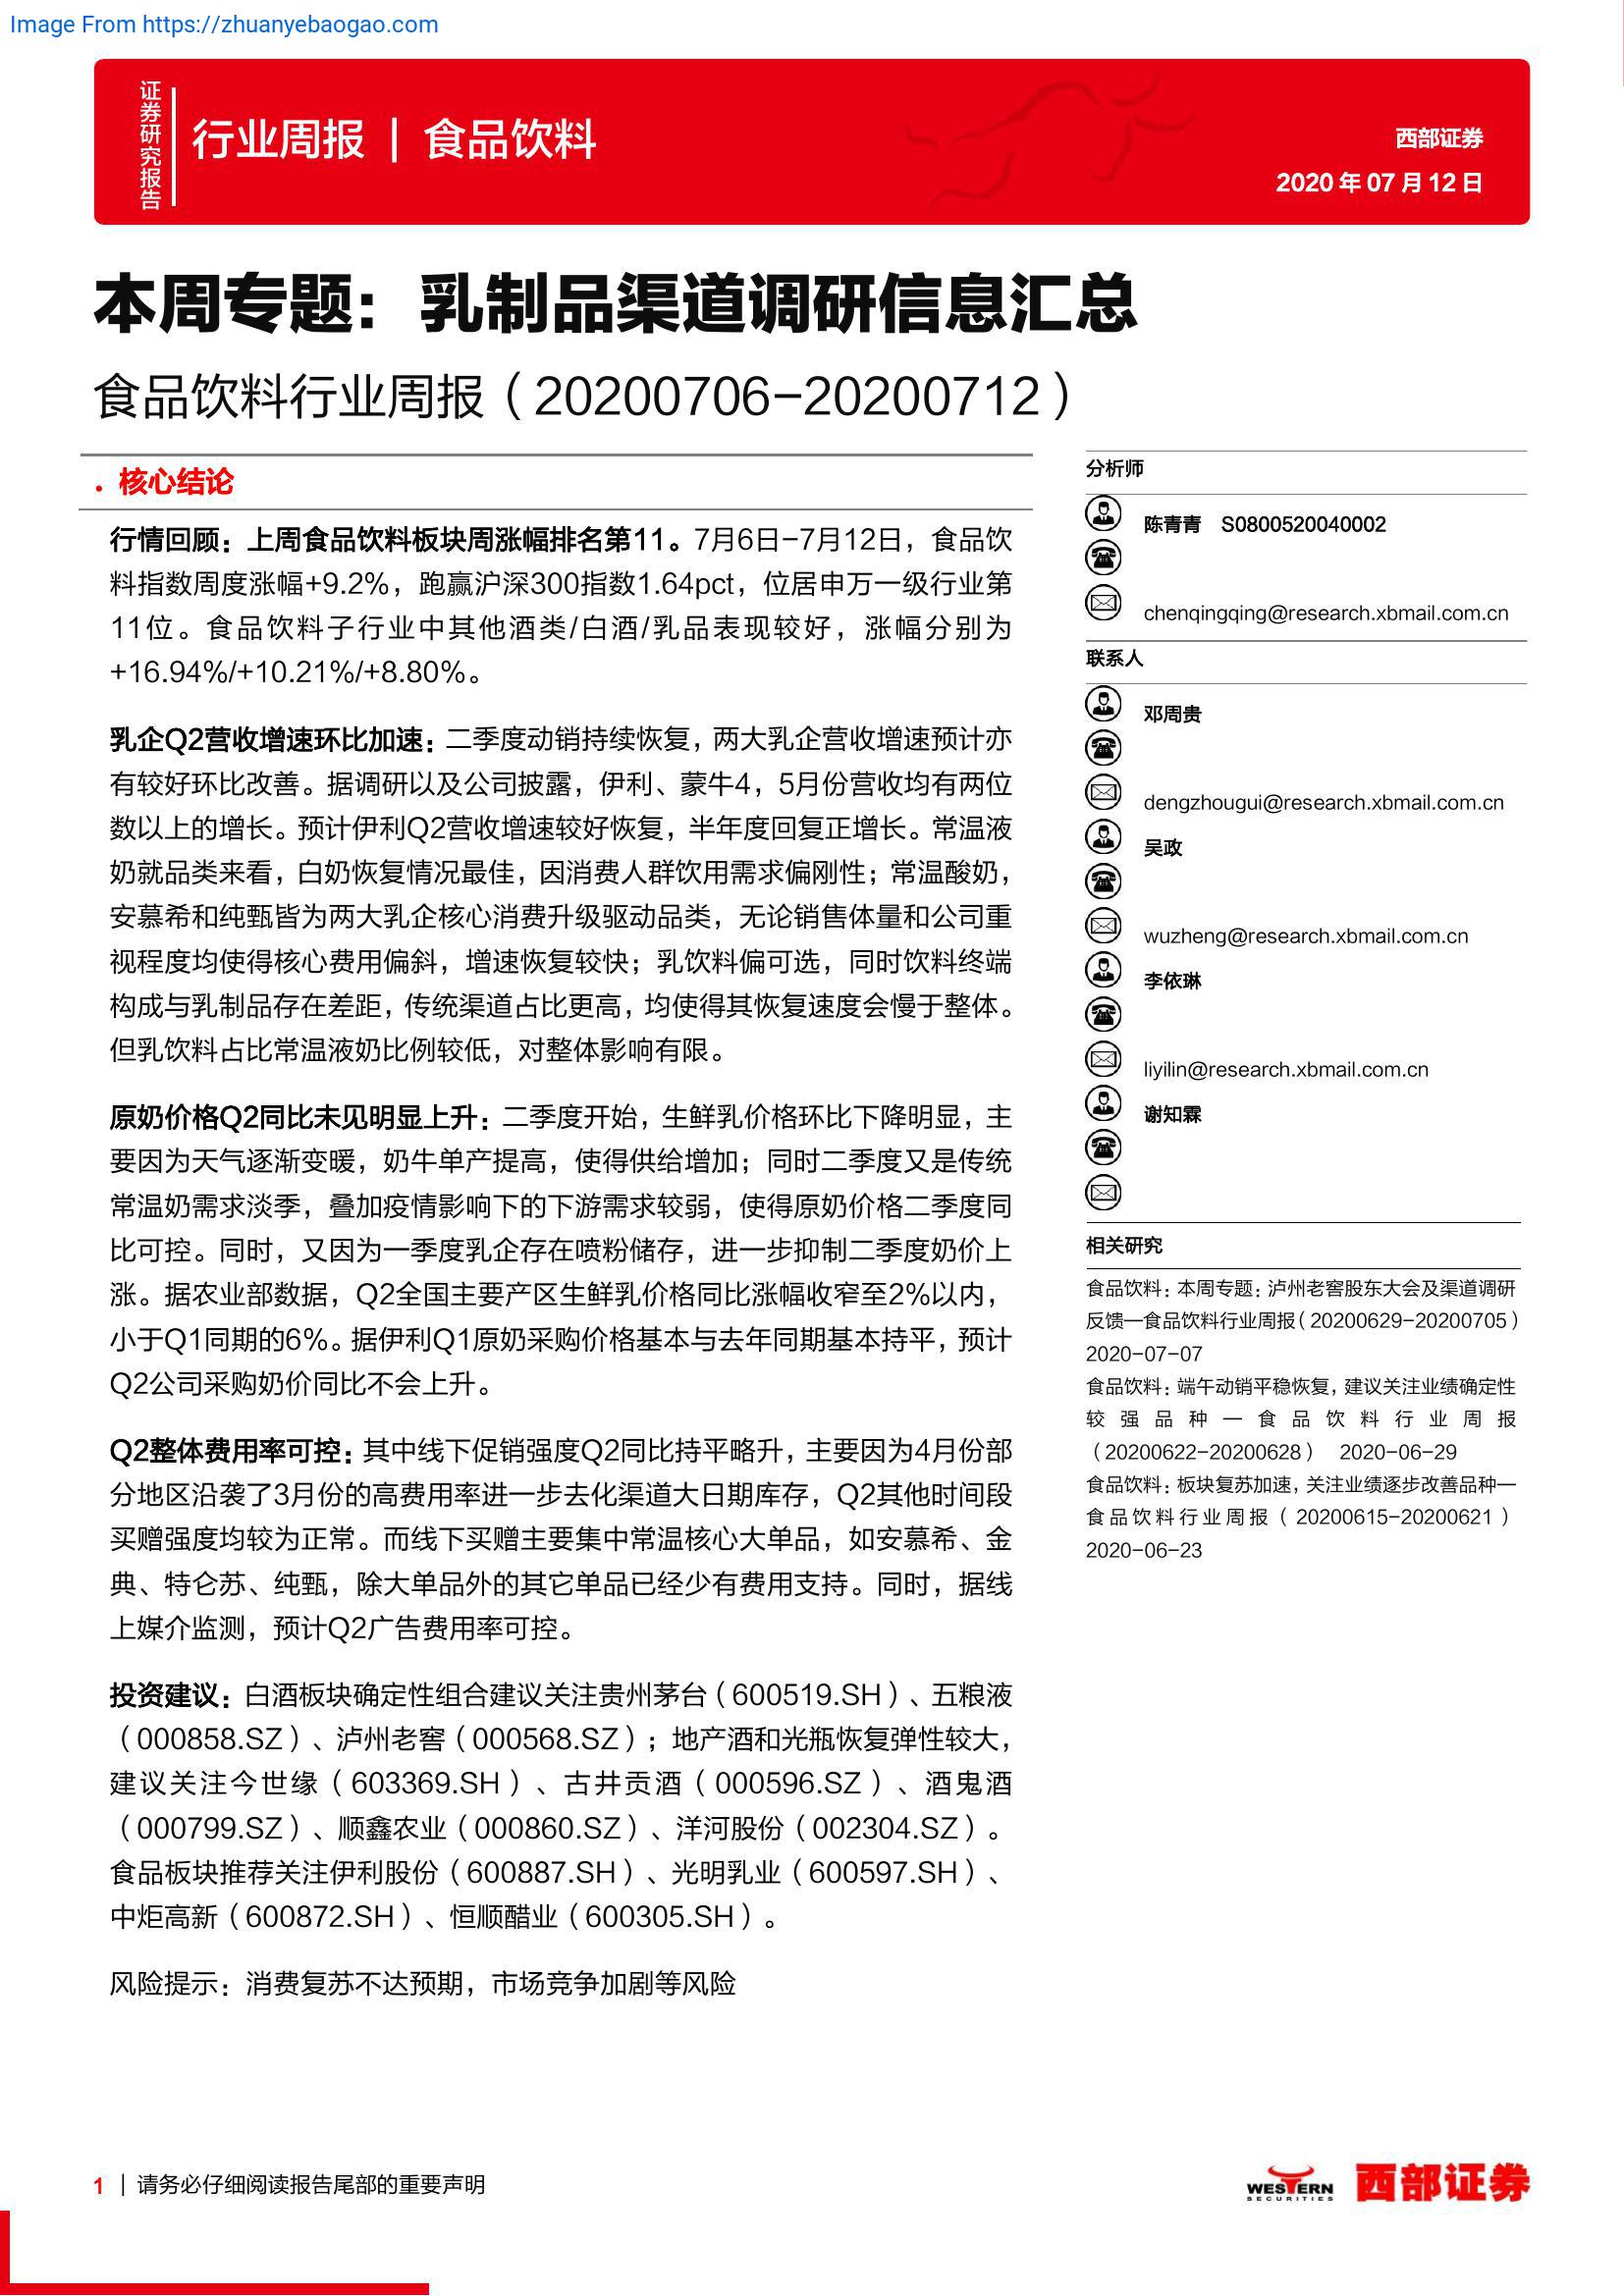 Image From https://zhuanyebaogao.com
证券研究报告
行业周报 | 食品饮料
西部证券
2020 年 07 月 12 日
本周专题：乳制品渠道调研信息汇总
食品饮料行业周报（20200706-20200712）
• 核心结论
行情回顾：上周食品饮料板块周涨幅排名第11。7月6日-7月12日，食品饮
料指数周度涨幅+9.2%，跑赢沪深300指数1.64pct，位居申万一级行业第
11位。食品饮料子行业中其他酒类/白酒/乳品表现较好，涨幅分别为
+16.94%/+10.21%/+8.80%。
乳企Q2营收增速环比加速：二季度动销持续恢复，两大乳企营收增速预计亦
有较好环比改善。据调研以及公司披露，伊利、蒙牛4，5月份营收均有两位
数以上的增长。预计伊利Q2营收增速较好恢复，半年度回复正增长。常温液
奶就品类来看，白奶恢复情况最佳，因消费人群饮用需求偏刚性；常温酸奶，
安慕希和纯甄皆为两大乳企核心消费升级驱动品类，无论销售体量和公司重
视程度均使得核心费用偏斜，增速恢复较快；乳饮料偏可选，同时饮料终端
构成与乳制品存在差距，传统渠道占比更高，均使得其恢复速度会慢于整体。
但乳饮料占比常温液奶比例较低，对整体影响有限。
原奶价格Q2同比未见明显上升：二季度开始，生鲜乳价格环比下降明显，主
要因为天气逐渐变暖，奶牛单产提高，使得供给增加；同时二季度又是传统
常温奶需求淡季，叠加疫情影响下的下游需求较弱，使得原奶价格二季度同
比可控。同时，又因为一季度乳企存在喷粉储存，进一步抑制二季度奶价上
涨。据农业部数据，Q2全国主要产区生鲜乳价格同比涨幅收窄至2%以内，
小于Q1同期的6%。据伊利Q1原奶采购价格基本与去年同期基本持平，预计
Q2公司采购奶价同比不会上升。
Q2整体费用率可控：其中线下促销强度Q2同比持平略升，主要因为4月份部
分地区沿袭了3月份的高费用率进一步去化渠道大日期库存，Q2其他时间段
买赠强度均较为正常。而线下买赠主要集中常温核心大单品，如安慕希、金
典、特仑苏、纯甄，除大单品外的其它单品已经少有费用支持。同时，据线
上媒介监测，预计Q2广告费用率可控。
投资建议：白酒板块确定性组合建议关注贵州茅台（600519.SH）、五粮液
（000858.SZ）、泸州老窖（000568.SZ）；地产酒和光瓶恢复弹性较大，
建议关注今世缘（603369.SH）、古井贡酒（000596.SZ）、酒鬼酒
（000799.SZ）、顺鑫农业（000860.SZ）、洋河股份（002304.SZ）。
食品板块推荐关注伊利股份（600887.SH）、光明乳业（600597.SH）、
中炬高新（600872.SH）、恒顺醋业（600305.SH）。
风险提示：消费复苏不达预期，市场竞争加剧等风险
分析师
陈青青 S0800520040002
chenqingqing@research.xbmail.com.cn
联系人
邓周贵
dengzhougui@research.xbmail.com.cn
吴政
wuzheng@research.xbmail.com.cn
李依琳
liyilin@research.xbmail.com.cn
谢知霖
相关研究
食品饮料：本周专题：泸州老窖股东大会及渠道调研
反馈—食品饮料行业周报（20200629-20200705）
2020-07-07
食品饮料：端午动销平稳恢复，建议关注业绩确定性
较强品种—食品饮料行业周报
（20200622-20200628） 2020-06-29
食品饮料：板块复苏加速，关注业绩逐步改善品种—
食品饮料行业周报（20200615-20200621）
2020-06-23
1 | 请务必仔细阅读报告尾部的重要声明
WESTERN
SECURITIES
西部证券